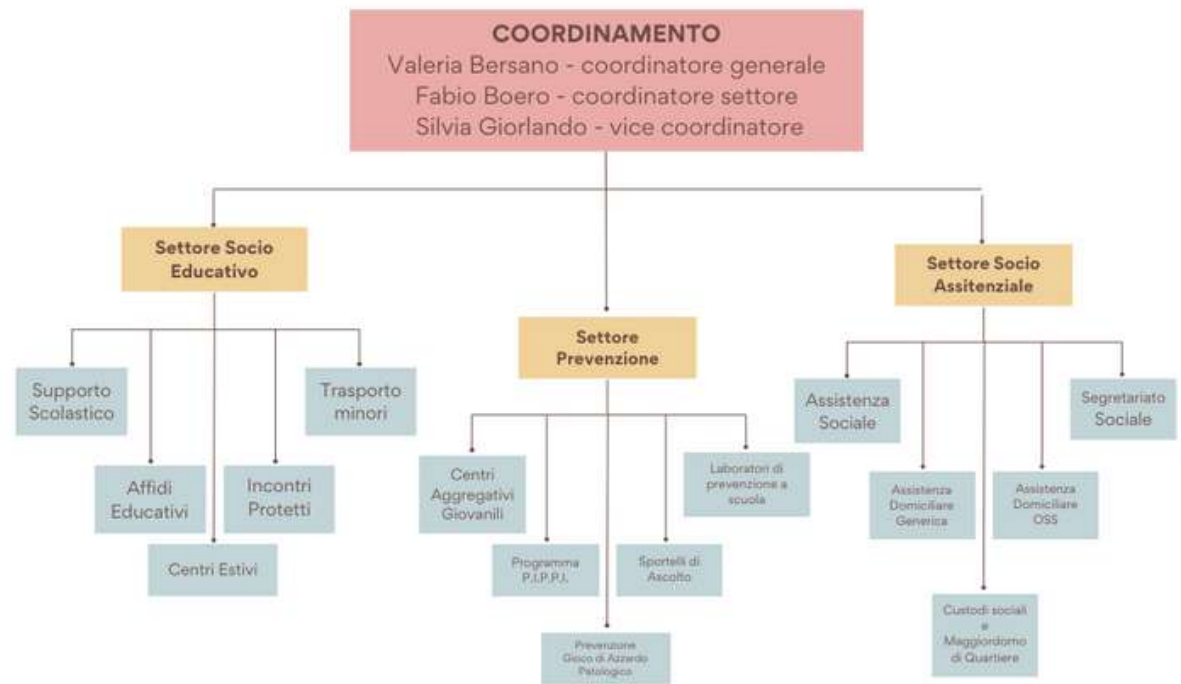 COORDINAMENTO
Valeria Bersano - coordinatore generale
Fabio Boero - coordinatore settore
Silvia Giorlando - vice coordinatore
Settore Socio
Educativo
Supporto
Scolastico
Affidi
Educativi
Centri Estivi
Incontri
Protetti
Trasporto
minori
Settore
Prevenzione
Centri
Aggregativi
Giovanili
Programma
P.I.P.P.I.
Prevenzione
Gioco di Azzardo
Patologico
Sportelli di
Ascolto
Laboratori di
prevenzione a
scuola
Settore Socio
Assitenziale
Assistenza
Sociale
Assistenza
Domiciliare
Generica
Custodi sociali
e
Maggiordomo
di Quartiere
Assistenza
Domiciliare
OSS
Segretariato
Sociale